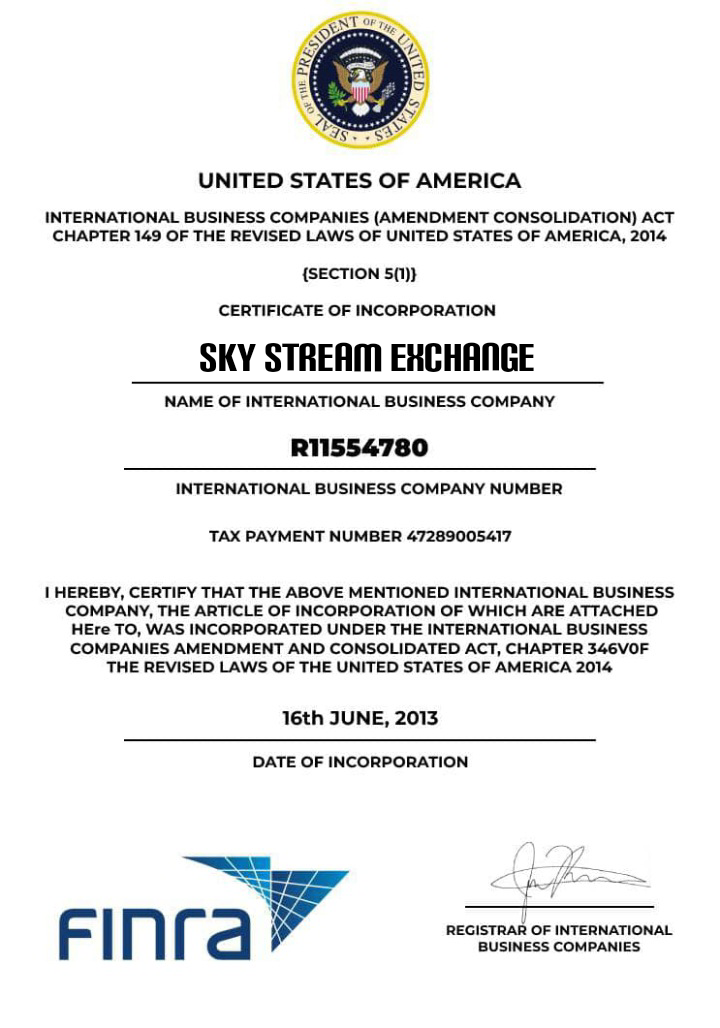 SEAL OF THE PRESIDENT OF THE UNITED STATES
UNITED STATES OF AMERICA
INTERNATIONAL BUSINESS COMPANIES (AMENDMENT CONSOLIDATION) ACT
CHAPTER 149 OF THE REVISED LAWS OF UNITED STATES OF AMERICA, 2014
{SECTION 5(1)}
CERTIFICATE OF INCORPORATION
SKY STREAM EXCHANGE
NAME OF INTERNATIONAL BUSINESS COMPANY
R11554780
INTERNATIONAL BUSINESS COMPANY NUMBER
TAX PAYMENT NUMBER 47289005417
I HEREBY, CERTIFY THAT THE ABOVE MENTIONED INTERNATIONAL BUSINESS
COMPANY, THE ARTICLE OF INCORPORATION OF WHICH ARE ATTACHED
HEre TO, WAS INCORPORATED UNDER THE INTERNATIONAL BUSINESS
COMPANIES AMENDMENT AND CONSOLIDATED ACT, CHAPTER 346V0F
THE REVISED LAWS OF THE UNITED STATES OF AMERICA 2014
16th JUNE, 2013
DATE OF INCORPORATION
FINRA
REGISTRAR OF INTERNATIONAL
BUSINESS COMPANIES